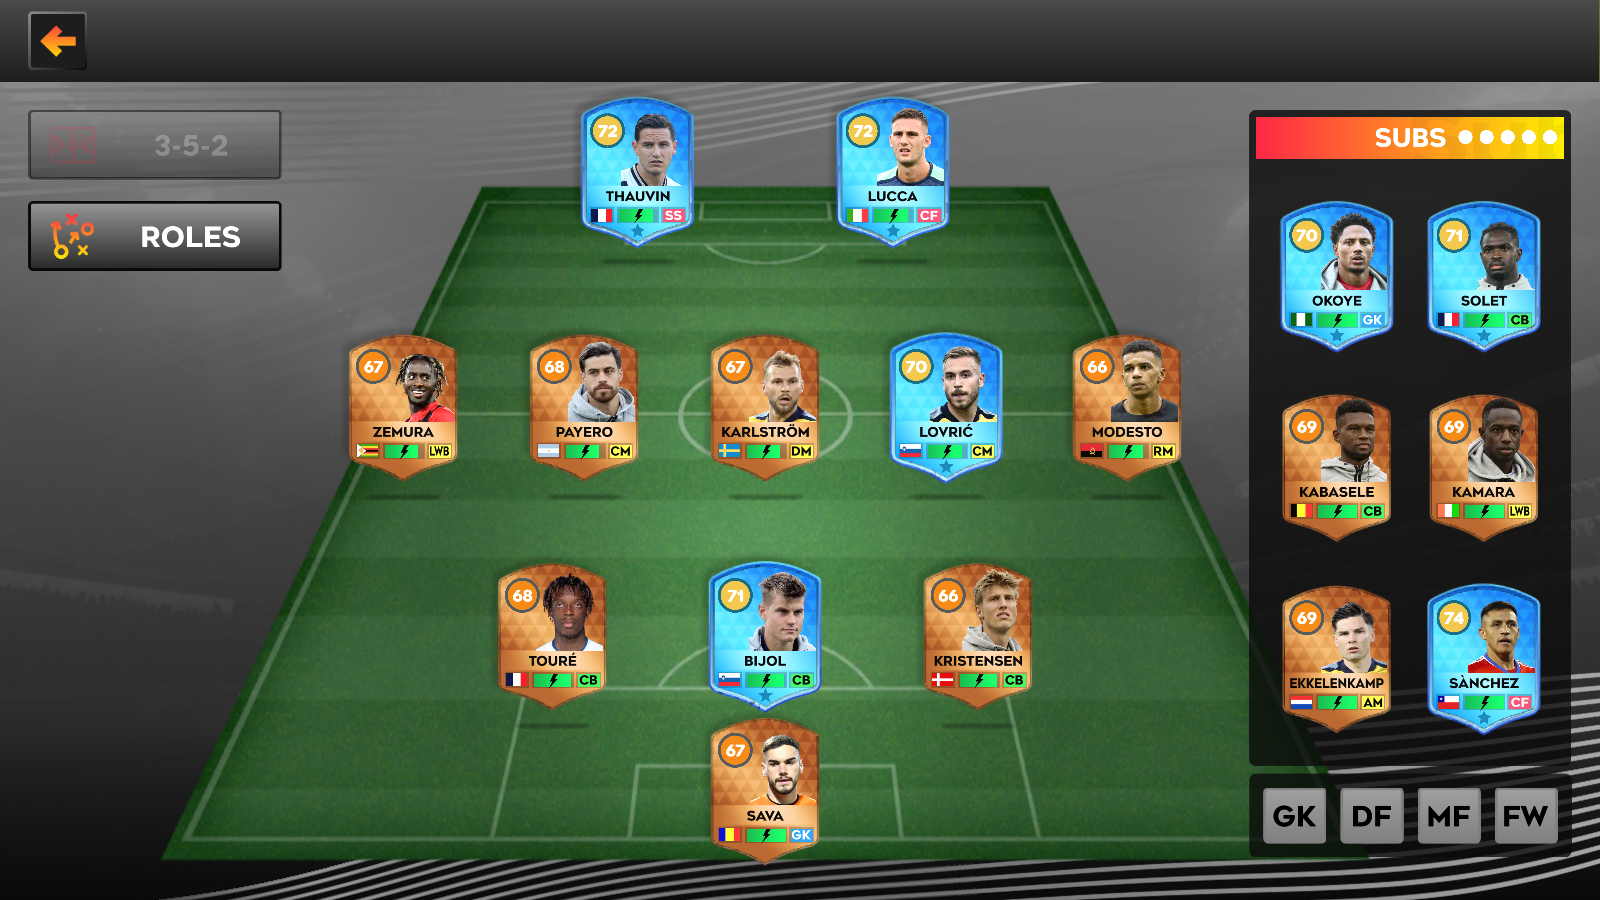 3-5-2
ROLES
72
THAUVIN
SS
72
LUCCA
CF
67
ZEMURA
LWB
68
PAYERO
CM
67
KARLSTRÖM
DM
70
LOVRIĆ
CM
66
MODESTO
RM
68
TOURÉ
CB
71
BIJOL
CB
66
KRISTENSEN
CB
67
SAVA
GK
SUBS
70
OKOYE
GK
71
SOLET
CB
69
KABASELE
CB
69
KAMARA
LWB
69
EKKELENKAMP
AM
74
SÀNCHEZ
CF
GK DF MF FW